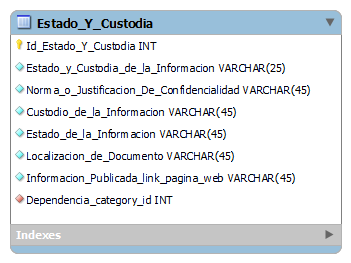 Estado_Y_Custodia
Id_Estado_Y_Custodia INT
Estado_y_Custodia_de_la_Informacion VARCHAR(25)
Norma_o_Justificacion_De_Confidencialidad VARCHAR(45)
Custodio_de_la_Informacion VARCHAR(45)
Estado_de_la_Informacion VARCHAR(45)
Localizacion_de_Documento VARCHAR(45)
Informacion_Publicada_link_pagina_web VARCHAR(45)
Dependencia_category_id INT
Indexes